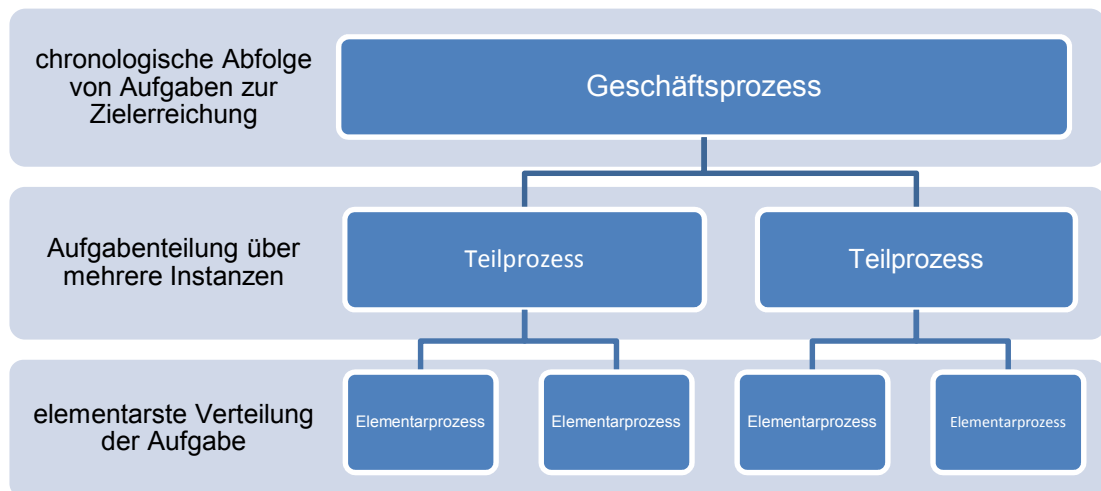 chronologische Abfolge
von Aufgaben zur
Zielerreichung
Geschäftsprozess
Aufgabenteilung über
mehrere Instanzen
Teilprozess
Teilprozess
elementarste Verteilung
der Aufgabe
Elementarprozess
Elementarprozess
Elementarprozess
Elementarprozess